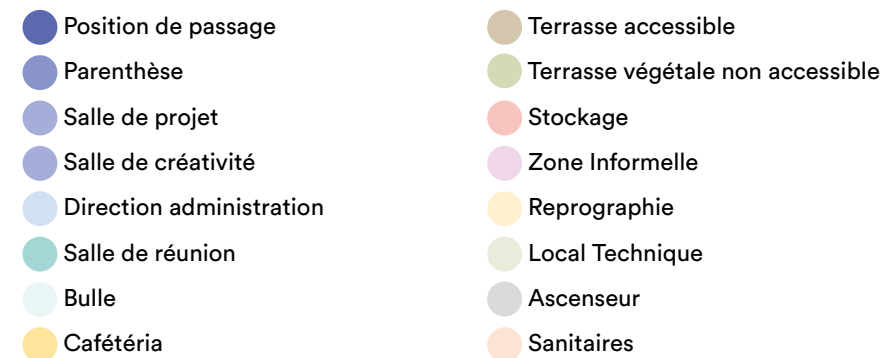 Position de passage
Parenthèse
Salle de projet
Salle de créativité
Direction administration
Salle de réunion
Bulle
Cafétéria
Terrasse accessible
Terrasse végétale non accessible
Stockage
Zone Informelle
Reprographie
Local Technique
Ascenseur
Sanitaires